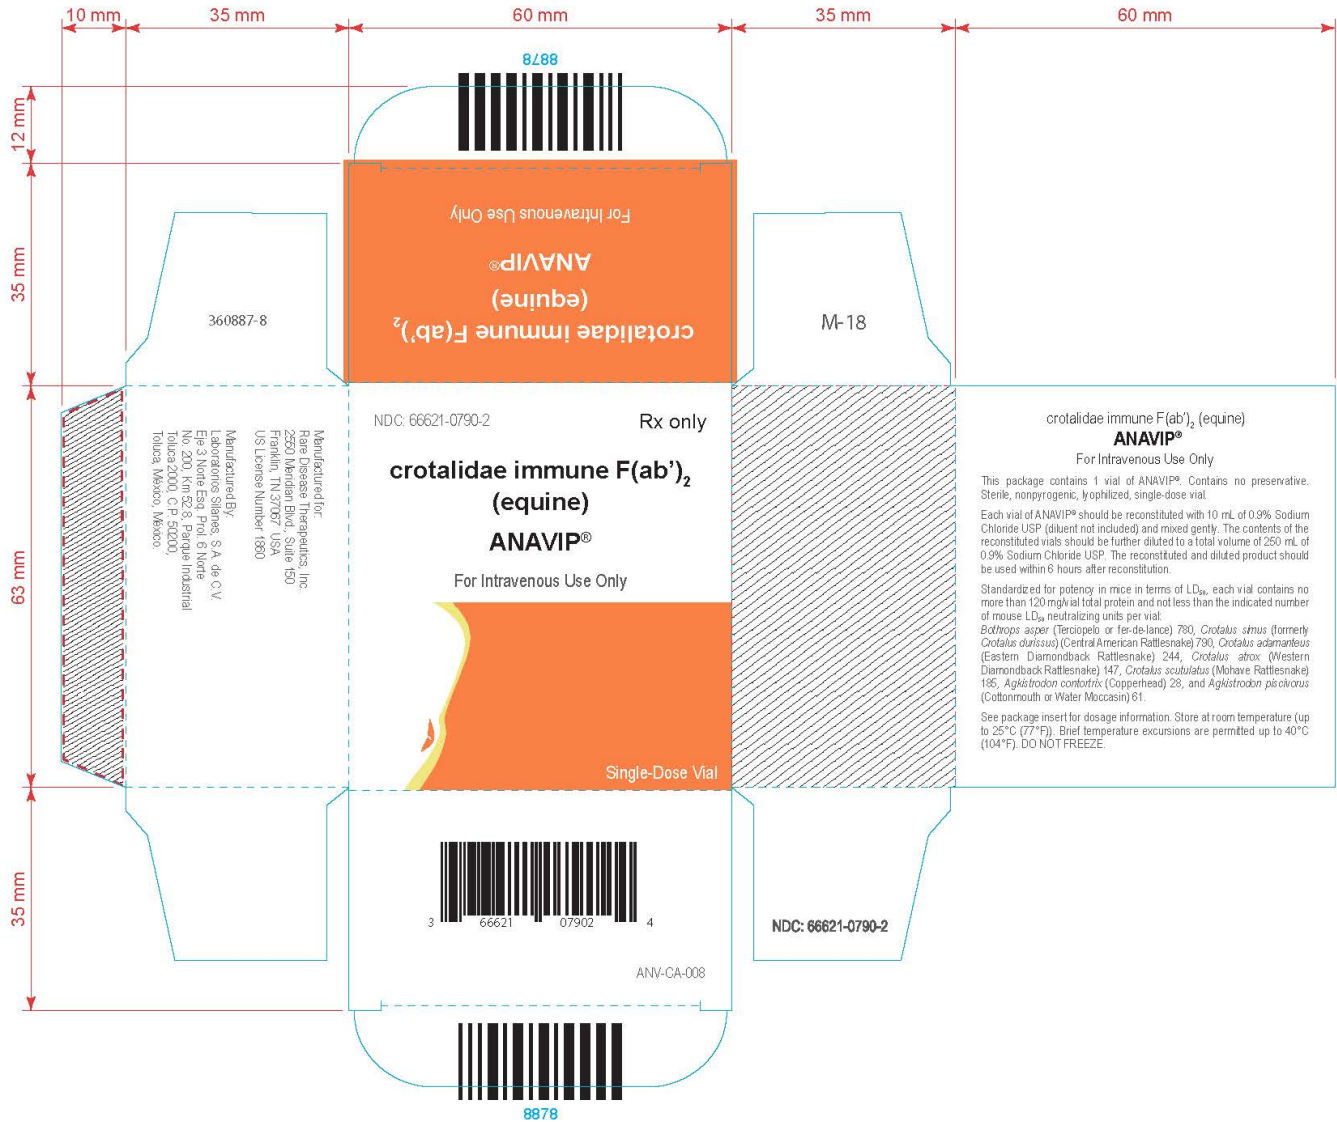 10 mm
35 mm
60 mm
35 mm
60 mm
12 mm
35 mm
63 mm
35 mm
8878
For Intravenous Use Only
ANAVIP®
(equine)
crotalidae immune F(ab')₂
360887-8
M-18
Manufactured for:
Rare Disease Therapeutics, Inc.
2550 Meridian Blvd, Suite 150
Franklin, TN 37067 USA
US License Number 1860
Manufactured By:
Laboratorios Silanes, S.A. de C.V.
Eje 3 Norte Esq. Prol. 6 Norte
No. 200, Km 52.8, Parque Industrial
Toluca 2000, C.P. 50200,
Toluca, México, México.
NDC: 66621-0790-2
Rx only
crotalidae immune F(ab')₂
(equine)
ANAVIP®
For Intravenous Use Only
Single-Dose Vial
crotalidae immune F(ab')₂ (equine)
ANAVIP®
For Intravenous Use Only
This package contains 1 vial of ANAVIP®. Contains no preservative.
Sterile, nonpyrogenic, lyophilized, single-dose vial.
Each vial of ANAVIP® should be reconstituted with 10 mL of 0.9% Sodium
Chloride USP (diluent not included) and mixed gently. The contents of the
reconstituted vials should be further diluted to a total volume of 250 mL of
0.9% Sodium Chloride USP. The reconstituted and diluted product should
be used within 6 hours after reconstitution.
Standardized for potency in mice in terms of LD₅₀, each vial contains no
more than 120 mg/vial total protein and not less than the indicated number
of mouse LD₅₀ neutralizing units per vial:
Bothrops asper (Terciopelo or fer-de-lance) 780, Crotalus simus (formerly
Crotalus durissus) (Central American Rattlesnake) 790, Crotalus adamanteus
(Eastern Diamondback Rattlesnake) 244, Crotalus atrox (Western
Diamondback Rattlesnake) 147, Crotalus scutulatus (Mohave Rattlesnake)
185, Agkistrodon contortrix (Copperhead) 28, and Agkistrodon piscivorus
(Cottonmouth or Water Moccasin) 61.
See package insert for dosage information. Store at room temperature (up
to 25°C (77°F)). Brief temperature excursions are permitted up to 40°C
(104°F). DO NOT FREEZE.
3 66621 07902 4
ANV-CA-008
NDC: 66621-0790-2
8878